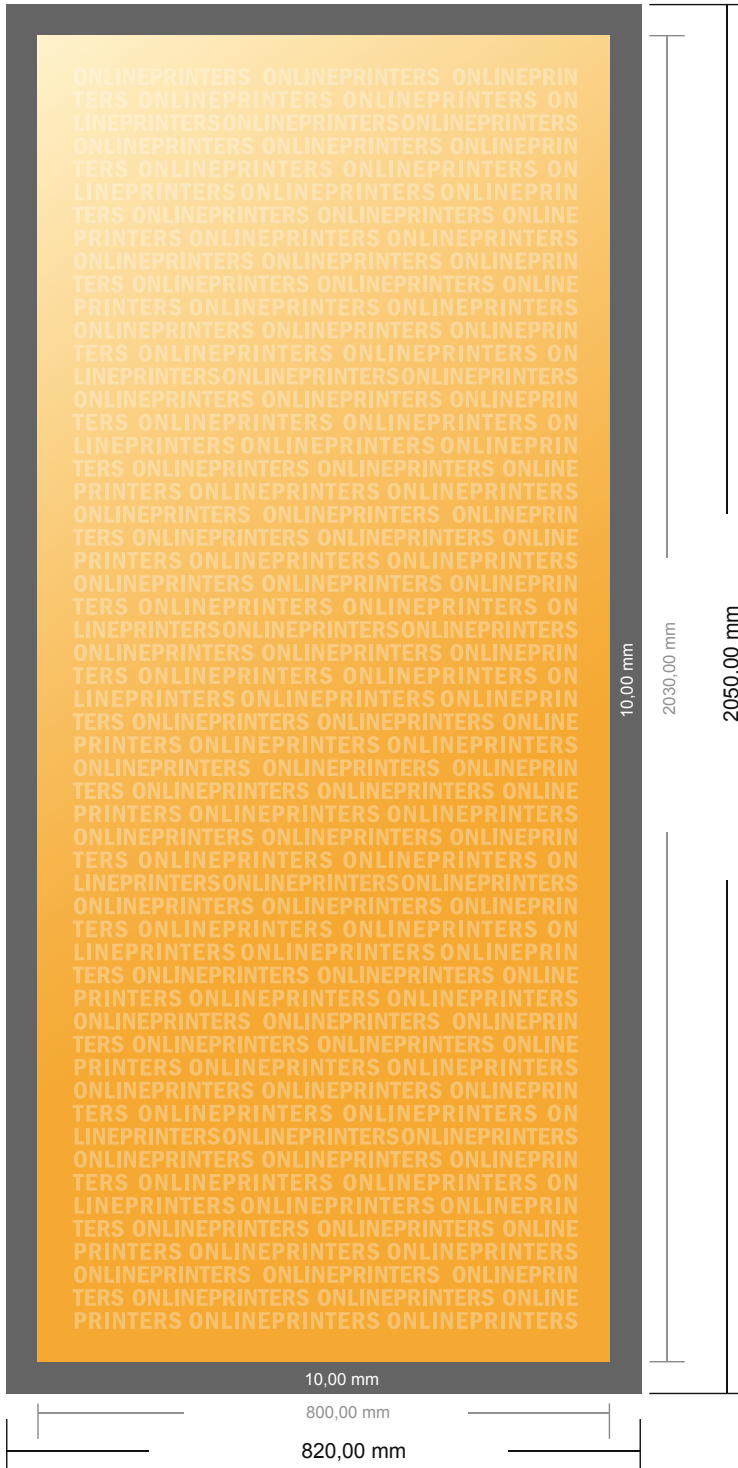 ONLINEPRINTERS ONLINEPRINTERS ONLINEPRIN
TERS ONLINEPRINTERS ONLINEPRINTERS ON
LINEPRINTERSONLINEPRINTERSONLINEPRINTERS
ONLINEPRINTERS ONLINEPRINTERS ONLINEPRIN
TERS ONLINEPRINTERS ONLINEPRINTERS ON
LINEPRINTERS ONLINEPRINTERS ONLINEPRIN
TERS ONLINEPRINTERS ONLINEPRINTERS ONLINE
PRINTERS ONLINEPRINTERS ONLINEPRINTERS
ONLINEPRINTERS ONLINEPRINTERS ONLINEPRIN
TERS ONLINEPRINTERS ONLINEPRINTERS ONLINE
PRINTERS ONLINEPRINTERS ONLINEPRINTERS
ONLINEPRINTERS ONLINEPRINTERS ONLINEPRIN
TERS ONLINEPRINTERS ONLINEPRINTERS ON
LINEPRINTERSONLINEPRINTERSONLINEPRINTERS
ONLINEPRINTERS ONLINEPRINTERS ONLINEPRIN
TERS ONLINEPRINTERS ONLINEPRINTERS ON
LINEPRINTERS ONLINEPRINTERS ONLINEPRIN
TERS ONLINEPRINTERS ONLINEPRINTERS ONLINE
PRINTERS ONLINEPRINTERS ONLINEPRINTERS
ONLINEPRINTERS ONLINEPRINTERS ONLINEPRIN
TERS ONLINEPRINTERS ONLINEPRINTERS ONLINE
PRINTERS ONLINEPRINTERS ONLINEPRINTERS
ONLINEPRINTERS ONLINEPRINTERS ONLINEPRIN
TERS ONLINEPRINTERS ONLINEPRINTERS ON
LINEPRINTERSONLINEPRINTERSONLINEPRINTERS
ONLINEPRINTERS ONLINEPRINTERS ONLINEPRIN
TERS ONLINEPRINTERS ONLINEPRINTERS ON
LINEPRINTERS ONLINEPRINTERS ONLINEPRIN
TERS ONLINEPRINTERS ONLINEPRINTERS ONLINE
PRINTERS ONLINEPRINTERS ONLINEPRINTERS
ONLINEPRINTERS ONLINEPRINTERS ONLINEPRIN
TERS ONLINEPRINTERS ONLINEPRINTERS ONLINE
PRINTERS ONLINEPRINTERS ONLINEPRINTERS
ONLINEPRINTERS ONLINEPRINTERS ONLINEPRIN
TERS ONLINEPRINTERS ONLINEPRINTERS ON
LINEPRINTERSONLINEPRINTERSONLINEPRINTERS
ONLINEPRINTERS ONLINEPRINTERS ONLINEPRIN
TERS ONLINEPRINTERS ONLINEPRINTERS ON
LINEPRINTERS ONLINEPRINTERS ONLINEPRIN
TERS ONLINEPRINTERS ONLINEPRINTERS ONLINE
PRINTERS ONLINEPRINTERS ONLINEPRINTERS
ONLINEPRINTERS ONLINEPRINTERS ONLINEPRIN
TERS ONLINEPRINTERS ONLINEPRINTERS ONLINE
PRINTERS ONLINEPRINTERS ONLINEPRINTERS
ONLINEPRINTERS ONLINEPRINTERS ONLINEPRIN
TERS ONLINEPRINTERS ONLINEPRINTERS ON
LINEPRINTERSONLINEPRINTERSONLINEPRINTERS
ONLINEPRINTERS ONLINEPRINTERS ONLINEPRIN
TERS ONLINEPRINTERS ONLINEPRINTERS ON
LINEPRINTERS ONLINEPRINTERS ONLINEPRIN
TERS ONLINEPRINTERS ONLINEPRINTERS ONLINE
PRINTERS ONLINEPRINTERS ONLINEPRINTERS
ONLINEPRINTERS ONLINEPRINTERS ONLINEPRIN
TERS ONLINEPRINTERS ONLINEPRINTERS ONLINE
PRINTERS ONLINEPRINTERS ONLINEPRINTERS
10,00 mm
2030,00 mm
2050,00 mm
10,00 mm
800,00 mm
820,00 mm